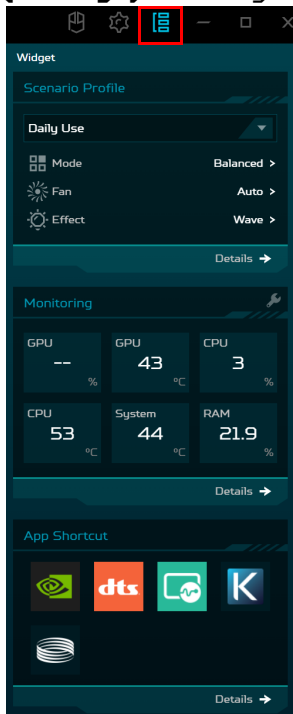 Widget
Scenario Profile
Daily Use
Mode Balanced >
Fan Auto >
Effect Wave >
Details →
Monitoring
GPU GPU CPU
-- 43 3
% °C %
CPU System RAM
53 44 21.9
°C °C %
Details →
App Shortcut
dts K
Details →